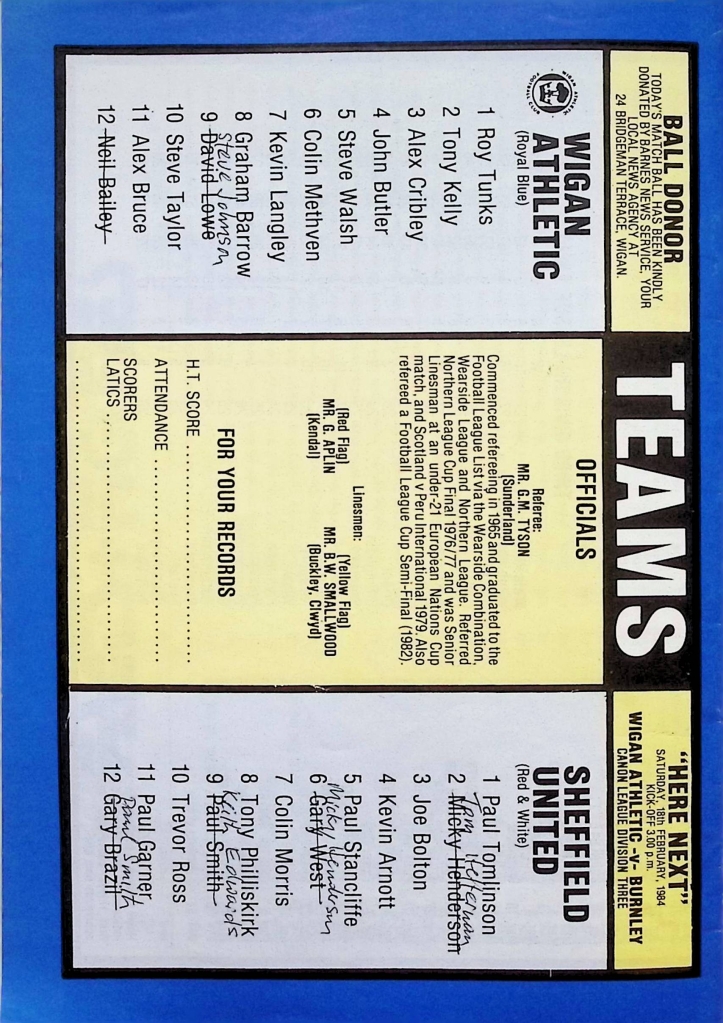 BALL DONOR
TODAY'S MATCH BALL HAS BEEN KINDLY
DONATED BY BARNES NEWS SERVICE, YOUR
LOCAL NEWS AGENCY AT
24 BRIDGEMAN TERRACE, WIGAN.
TEAMS
"HERE NEXT"
SATURDAY, 18th FEBRUARY, 1984
KICK-OFF 3.00 p.m.
WIGAN ATHLETIC -v- BURNLEY
CANON LEAGUE DIVISION THREE
WIGAN ATHLETIC
FOOTBALL CLUB
WIGAN
ATHLETIC
(Royal Blue)
1 Roy Tunks
2 Tony Kelly
3 Alex Cribley
4 John Butler
5 Steve Walsh
6 Colin Methven
7 Kevin Langley
8 Graham Barrow
Steve Johnson
9 David Lowe
10 Steve Taylor
11 Alex Bruce
12 Neil Bailey
OFFICIALS
Referee:
MR. G.M. TYSON
(Sunderland)
Commenced refereeing in 1965 and graduated to the
Football League List via the Wearside Combination,
Wearside League and Northern League. Referred
Northern League Cup Final 1976/77 and was Senior
Linesman at an under-21 European Nations Cup
match, and Scotland v Peru International 1979. Also
refereed a Football League Cup Semi-Final (1982).
Linesmen:
(Red Flag)
MR. G. APLIN
(Kendal)
(Yellow Flag)
MR. B.W. SMALLWOOD
(Buckley, Clwyd)
FOR YOUR RECORDS
H.T. SCORE
ATTENDANCE
SCORERS
LATICS
SHEFFIELD
UNITED
(Red & White)
1 Paul Tomlinson
Tom Heffernan
2 Micky Henderson
3 Joe Bolton
4 Kevin Arnott
5 Paul Stancliffe
Micky Henderson
6 Gary West
7 Colin Morris
8 Tony Philliskirk
Keith Edwards
9 Paul Smith
10 Trevor Ross
11 Paul Garner
Paul Smith
12 Gary Brazil